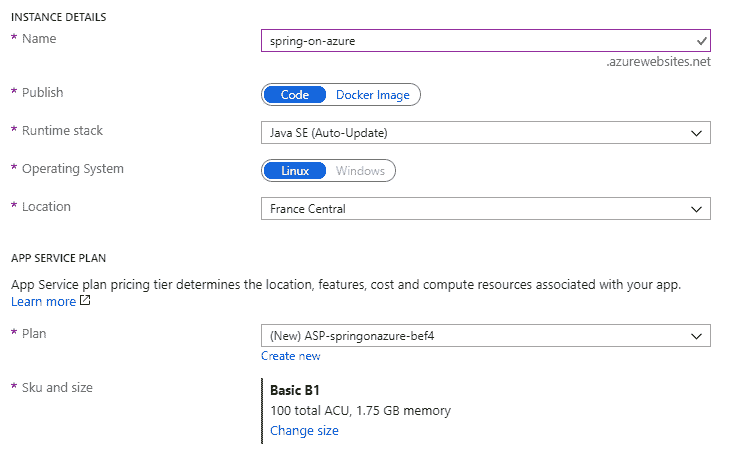 INSTANCE DETAILS
* Name
spring-on-azure
.azurewebsites.net
* Publish
Code Docker Image
* Runtime stack
Java SE (Auto-Update)
* Operating System
Linux Windows
* Location
France Central
APP SERVICE PLAN
App Service plan pricing tier determines the location, features, cost and compute resources associated with your app.
Learn more
* Plan
(New) ASP-springonazure-bef4
Create new
* Sku and size
Basic B1
100 total ACU, 1.75 GB memory
Change size